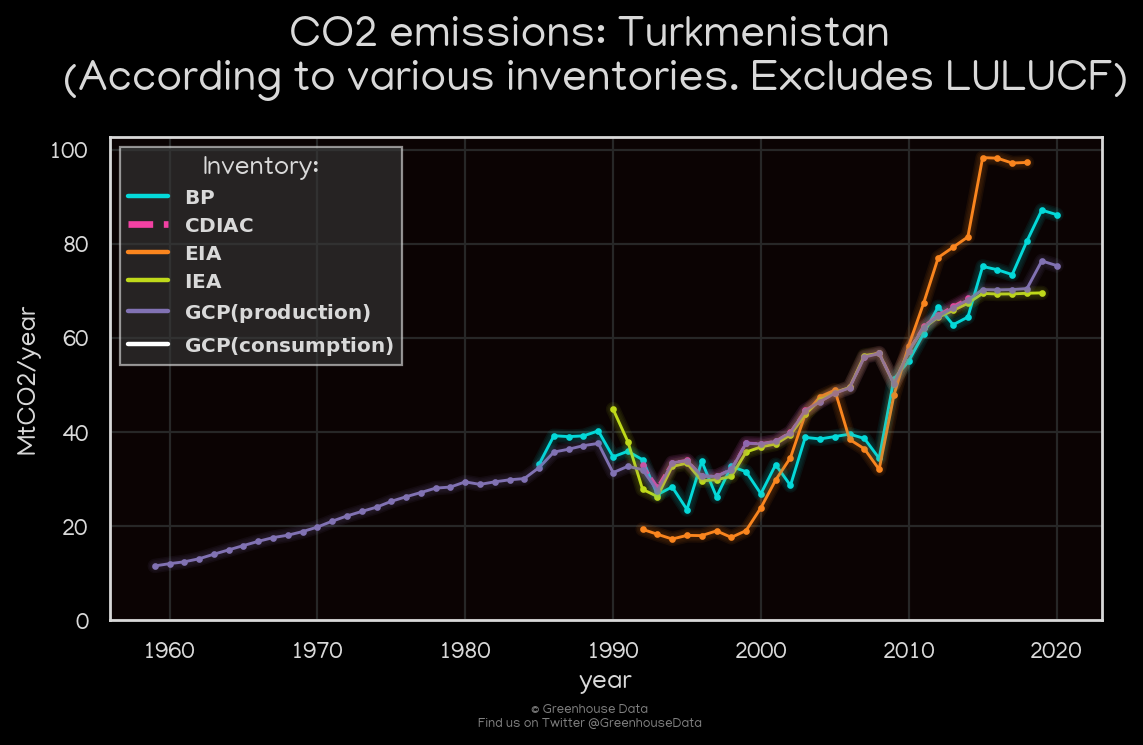 CO2 emissions: Turkmenistan
(According to various inventories. Excludes LULUCF)
MtCO2/year
100
80
60
40
20
0
Inventory:
BP
CDIAC
EIA
IEA
GCP(production)
GCP(consumption)
1960 1970 1980 1990 2000 2010 2020
year
© Greenhouse Data
Find us on Twitter @GreenhouseData